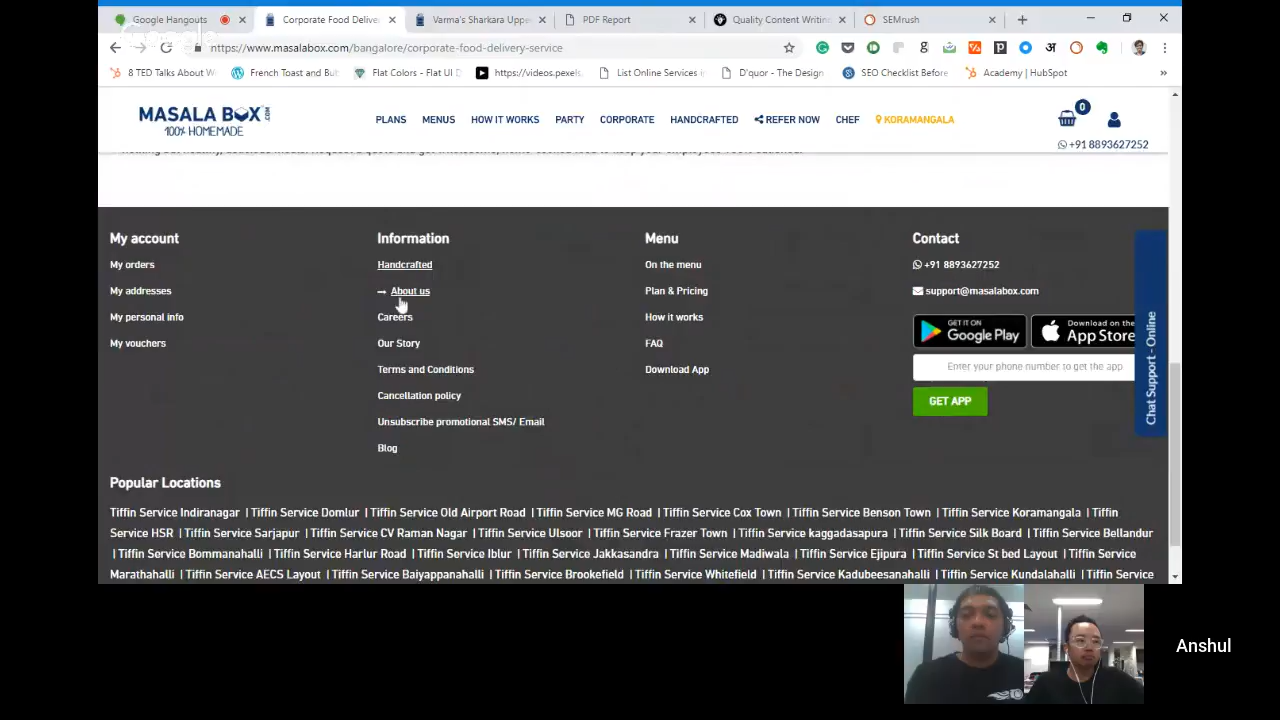 Google Hangouts
Corporate Food Delive
Varma's Sharkara Uppe
PDF Report
Quality Content Writin
SEMrush
https://www.masalabox.com/bangalore/corporate-food-delivery-service
8 TED Talks About W
French Toast and But
Flat Colors - Flat UI D
https://videos.pexel
List Online Services i
D'quor - The Design
SEO Checklist Before
Academy | HubSpot
MASALA BOX.COM
100% HOMEMADE
PLANS MENUS HOW IT WORKS PARTY CORPORATE HANDCRAFTED REFER NOW CHEF KORAMANGALA
0
+91 8893627252
My account
My orders
My addresses
My personal info
My vouchers
Information
Handcrafted
About us
Careers
Our Story
Terms and Conditions
Cancellation policy
Unsubscribe promotional SMS/ Email
Blog
Menu
On the menu
Plan & Pricing
How it works
FAQ
Download App
Contact
+91 8893627252
support@masalabox.com
GET IT ON
Google Play
Download on the
App Store
Enter your phone number to get the app
GET APP
Chat Support - Online
Popular Locations
Tiffin Service Indiranagar | Tiffin Service Domlur | Tiffin Service Old Airport Road | Tiffin Service MG Road | Tiffin Service Cox Town | Tiffin Service Benson Town | Tiffin Service Koramangala | Tiffin
Service HSR | Tiffin Service Sarjapur | Tiffin Service CV Raman Nagar | Tiffin Service Ulsoor | Tiffin Service Frazer Town | Tiffin Service kaggadasapura | Tiffin Service Silk Board | Tiffin Service Bellandur
| Tiffin Service Bommanahalli | Tiffin Service Harlur Road | Tiffin Service Iblur | Tiffin Service Jakkasandra | Tiffin Service Madiwala | Tiffin Service Ejipura | Tiffin Service St bed Layout | Tiffin Service
Marathahalli | Tiffin Service AECS Layout | Tiffin Service Baiyappanahalli | Tiffin Service Brookefield | Tiffin Service Whitefield | Tiffin Service Kadubeesanahalli | Tiffin Service Kundalahalli | Tiffin Service
Anshul